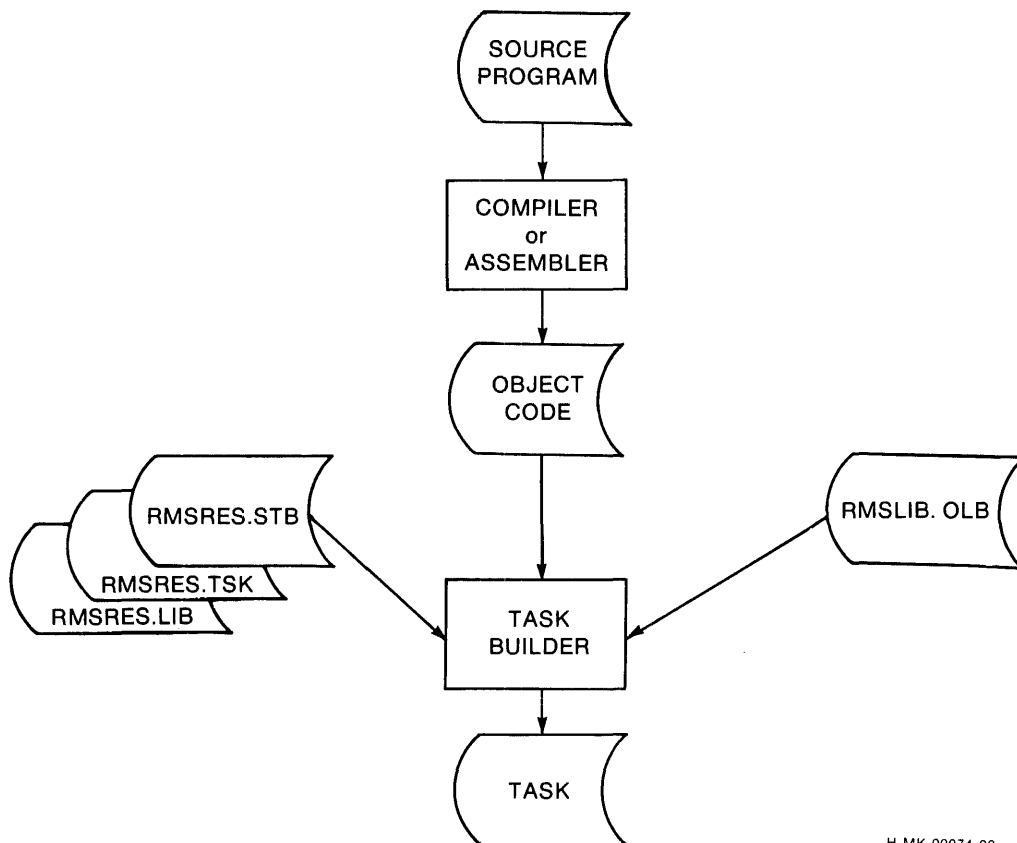 SOURCE
PROGRAM
COMPILER
or
ASSEMBLER
OBJECT
CODE
RMSRES.STB
RMSRES.TSK
RMSRES.LIB
RMSLIB. OLB
TASK
BUILDER
TASK